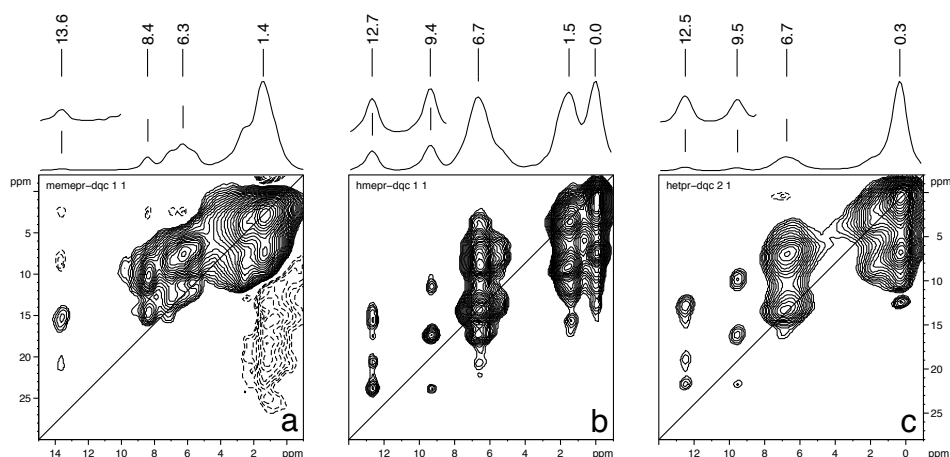 13.6 8.4 6.3 1.4
12.7 9.4 6.7 1.5 0.0
12.5 9.5 6.7 0.3
ppm memepr-dqc 1 1
5
10
15
20
25
a
14 12 10 8 6 4 2 ppm
hmepr-dqc 1 1
b
14 12 10 8 6 4 2 ppm
hetpr-dqc 2 1 ppm
5
10
15
20
25
c
14 12 10 8 6 4 2 0 ppm